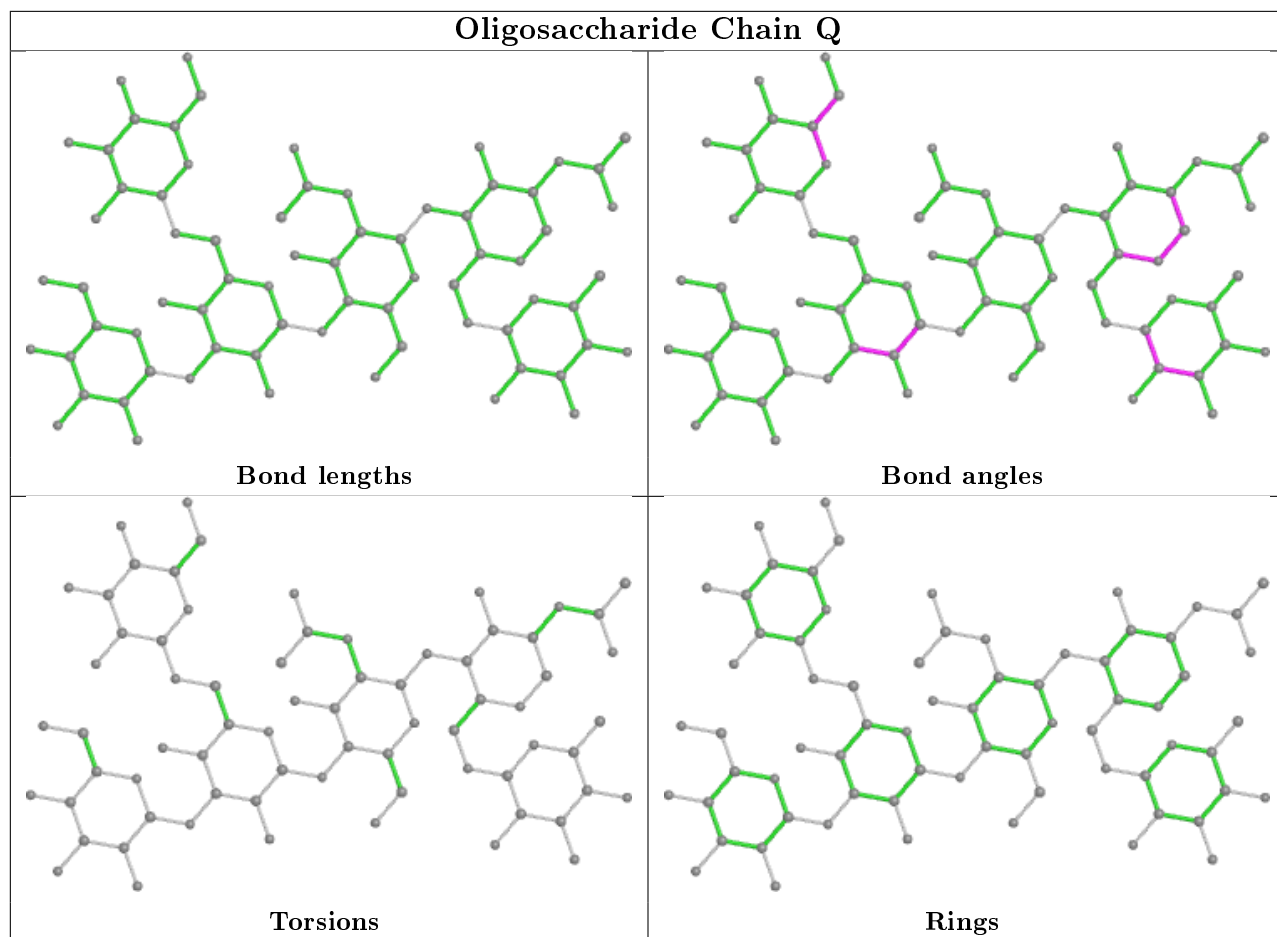 Oligosaccharide Chain Q
Bond lengths
Bond angles
Torsions
Rings